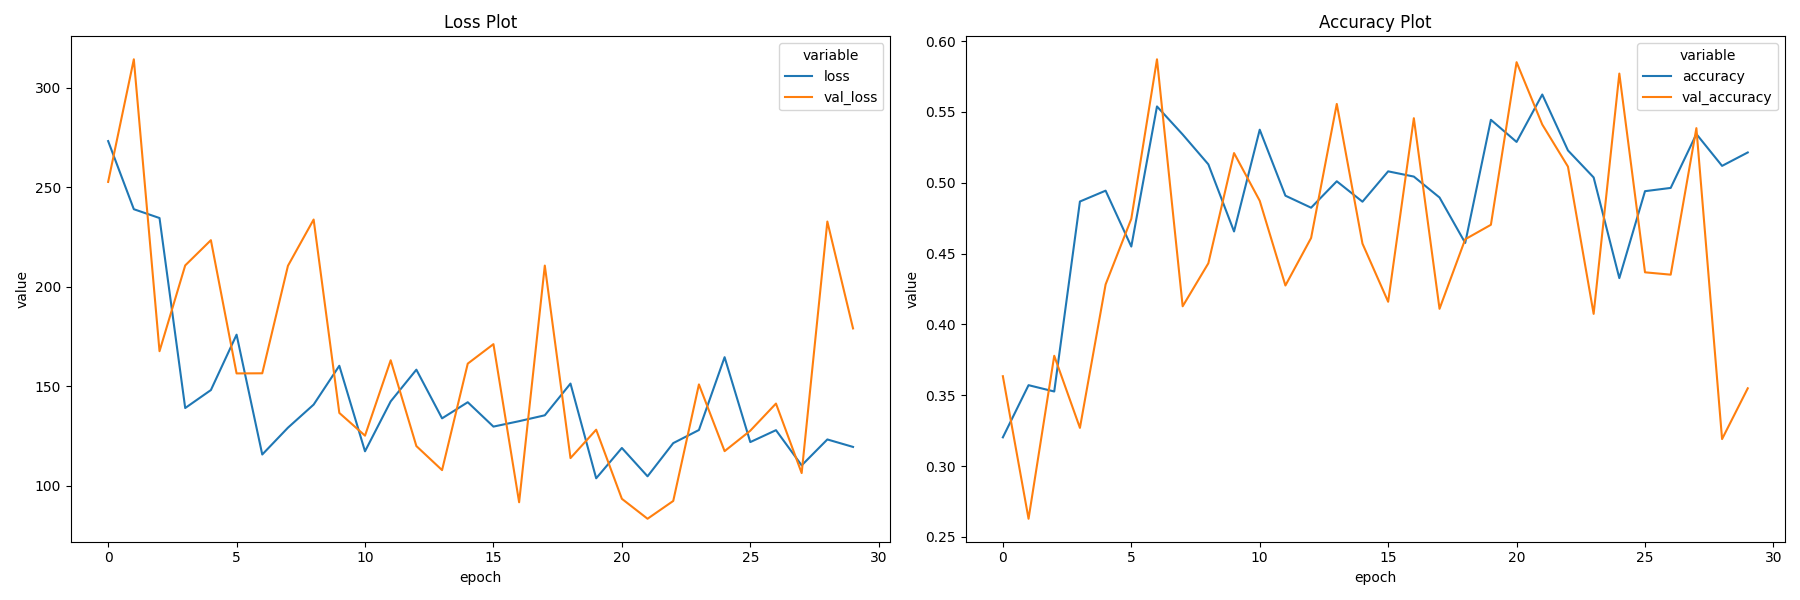 Loss Plot
variable
loss
val_loss
value
300
250
200
150
100
0 5 10 15 20 25 30
epoch
Accuracy Plot
variable
accuracy
val_accuracy
value
0.60
0.55
0.50
0.45
0.40
0.35
0.30
0.25
0 5 10 15 20 25 30
epoch